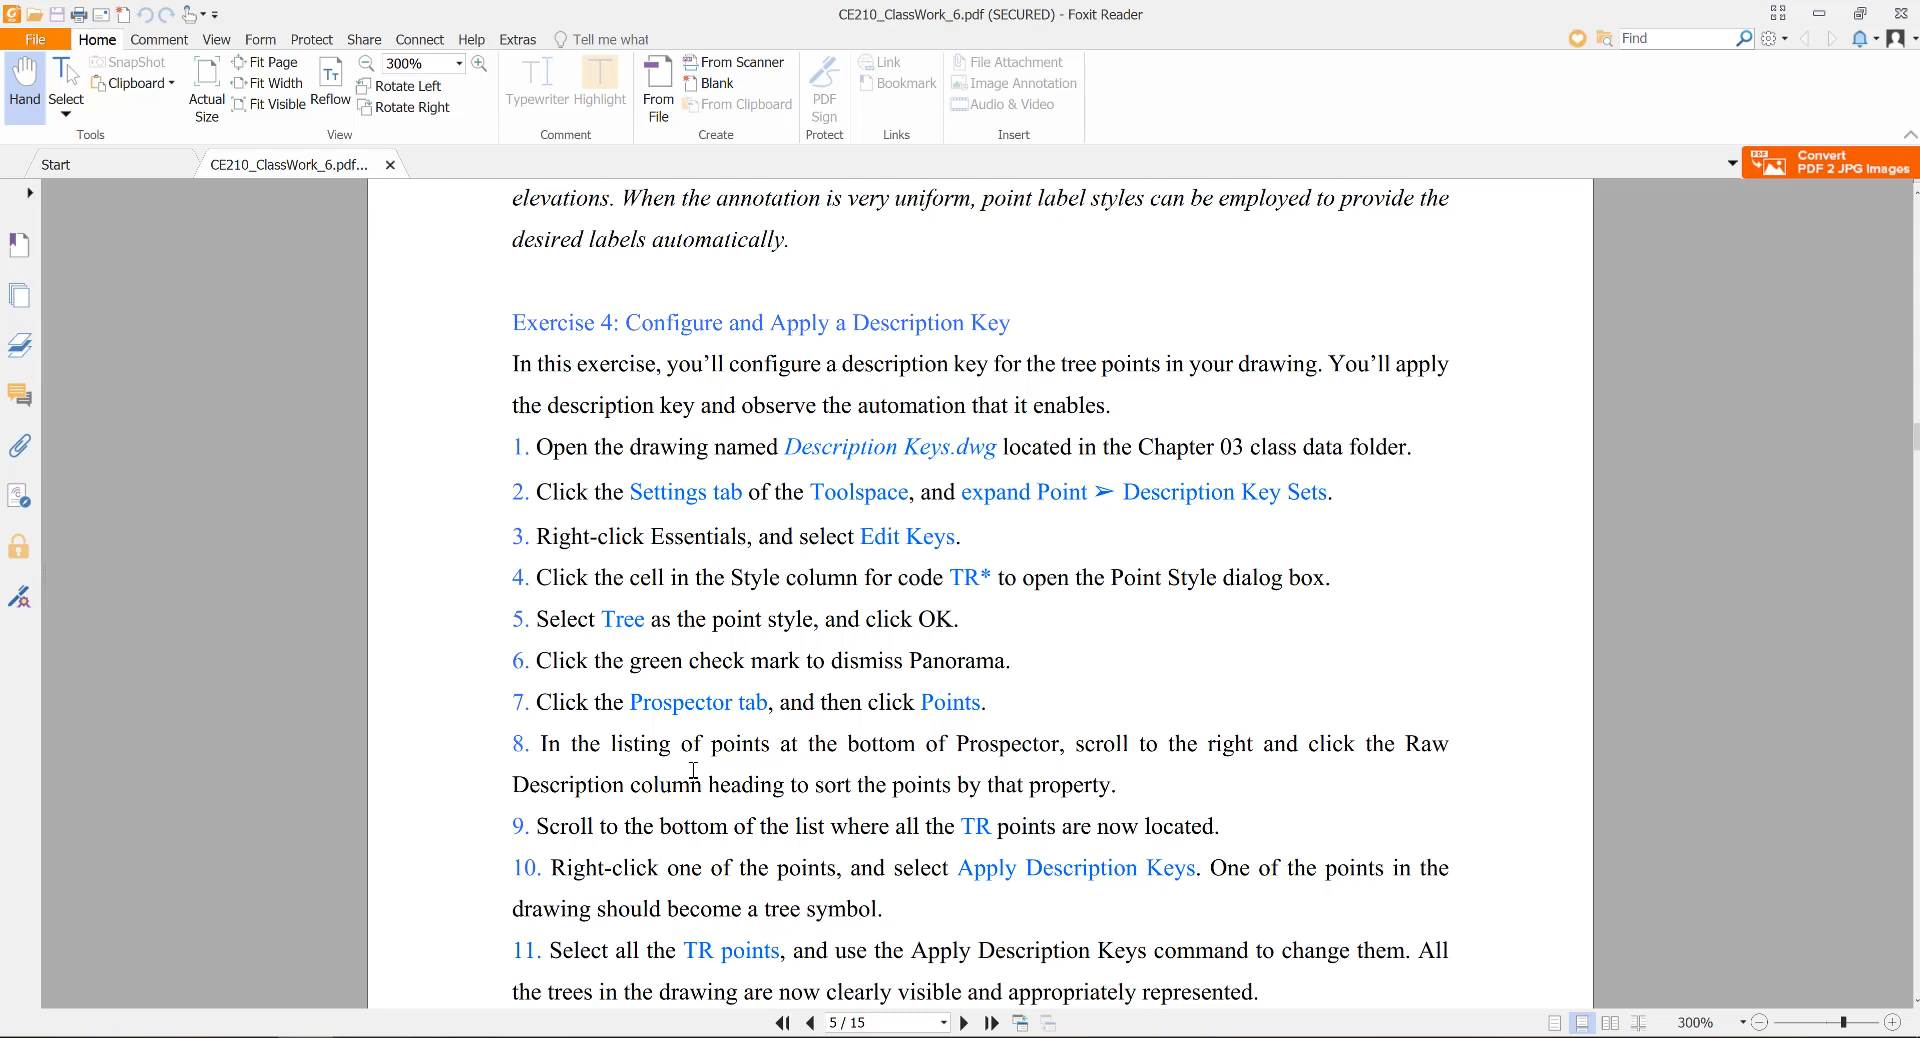 CE210_ClassWork_6.pdf (SECURED) - Foxit Reader
File Home Comment View Form Protect Share Connect Help Extras Tell me what Find
Hand
Select
SnapShot
Clipboard
Tools
Actual Size
Fit Page
Fit Width
Fit Visible
Reflow
300%
Rotate Left
Rotate Right
View
Typewriter Highlight
Comment
From File
From Scanner
Blank
From Clipboard
Create
PDF Sign
Protect
Link
Bookmark
Links
File Attachment
Image Annotation
Audio & Video
Insert
Start CE210_ClassWork_6.pdf...
Convert
PDF 2 JPG Images
elevations. When the annotation is very uniform, point label styles can be employed to provide the
desired labels automatically.
Exercise 4: Configure and Apply a Description Key
In this exercise, you’ll configure a description key for the tree points in your drawing. You’ll apply
the description key and observe the automation that it enables.
1. Open the drawing named Description Keys.dwg located in the Chapter 03 class data folder.
2. Click the Settings tab of the Toolspace, and expand Point ➢ Description Key Sets.
3. Right-click Essentials, and select Edit Keys.
4. Click the cell in the Style column for code TR* to open the Point Style dialog box.
5. Select Tree as the point style, and click OK.
6. Click the green check mark to dismiss Panorama.
7. Click the Prospector tab, and then click Points.
8. In the listing of points at the bottom of Prospector, scroll to the right and click the Raw
Description column heading to sort the points by that property.
9. Scroll to the bottom of the list where all the TR points are now located.
10. Right-click one of the points, and select Apply Description Keys. One of the points in the
drawing should become a tree symbol.
11. Select all the TR points, and use the Apply Description Keys command to change them. All
the trees in the drawing are now clearly visible and appropriately represented.
5 / 15
300%